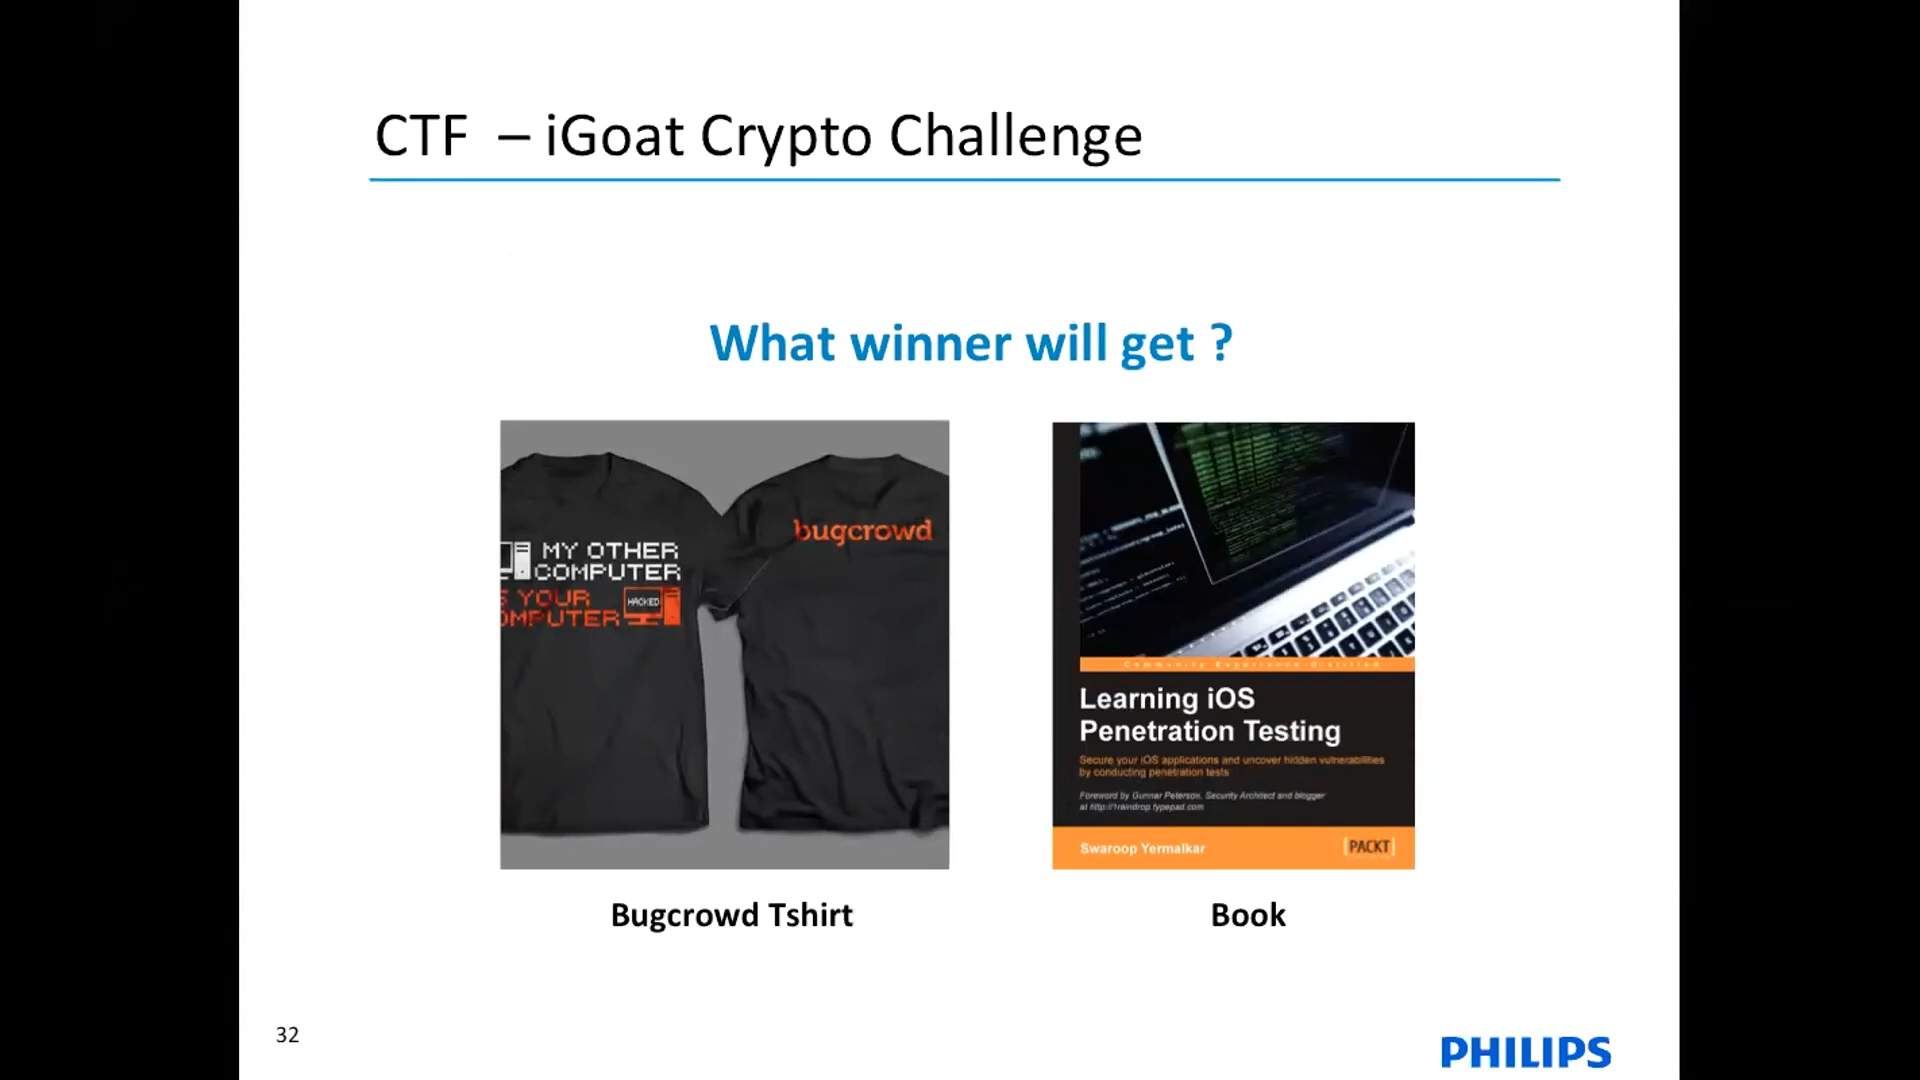 CTF – iGoat Crypto Challenge
What winner will get ?
MY OTHER
COMPUTER
YOUR
HACKED
OMPUTER
bugcrowd
Community Experience Distilled
Learning iOS
Penetration Testing
Secure your iOS applications and uncover hidden vulnerabilities
by conducting penetration tests
Foreword by Gunnar Peterson, Security Architect and blogger
at http://1raindrop.typepad.com
Swaroop Yermalkar
[PACKT]
Bugcrowd Tshirt
Book
32
PHILIPS